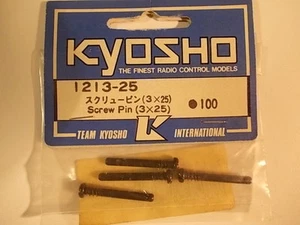 KYOSHO
THE FINEST RADIO CONTROL MODELS
1213-25
スクリューピン(3×25)
Screw Pin(3×25)
●100
TEAM KYOSHO K INTERNATIONAL